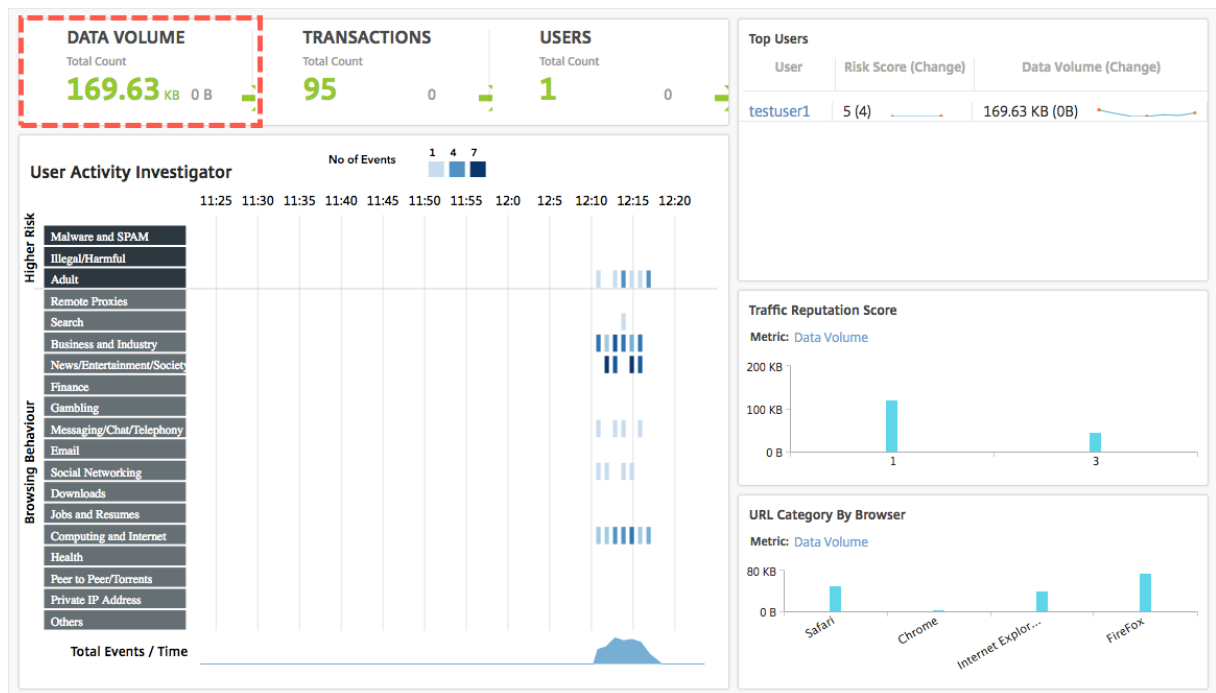 DATA VOLUME
Total Count
169.63 KB 0 B
TRANSACTIONS
Total Count
95 0
USERS
Total Count
1 0
Top Users
User Risk Score (Change) Data Volume (Change)
testuser1 5 (4) 169.63 KB (0B)
User Activity Investigator
No of Events
1 4 7
11:25 11:30 11:35 11:40 11:45 11:50 11:55 12:0 12:5 12:10 12:15 12:20
Higher Risk
Malware and SPAM
Illegal/Harmful
Adult
Browsing Behaviour
Remote Proxies
Search
Business and Industry
News/Entertainment/Society
Finance
Gambling
Messaging/Chat/Telephony
Email
Social Networking
Downloads
Jobs and Resumes
Computing and Internet
Health
Peer to Peer/Torrents
Private IP Address
Others
Total Events / Time
Traffic Reputation Score
Metric: Data Volume
200 KB
100 KB
0 B
1 3
URL Category By Browser
Metric: Data Volume
80 KB
0 B
Safari Chrome Internet Explor... FireFox